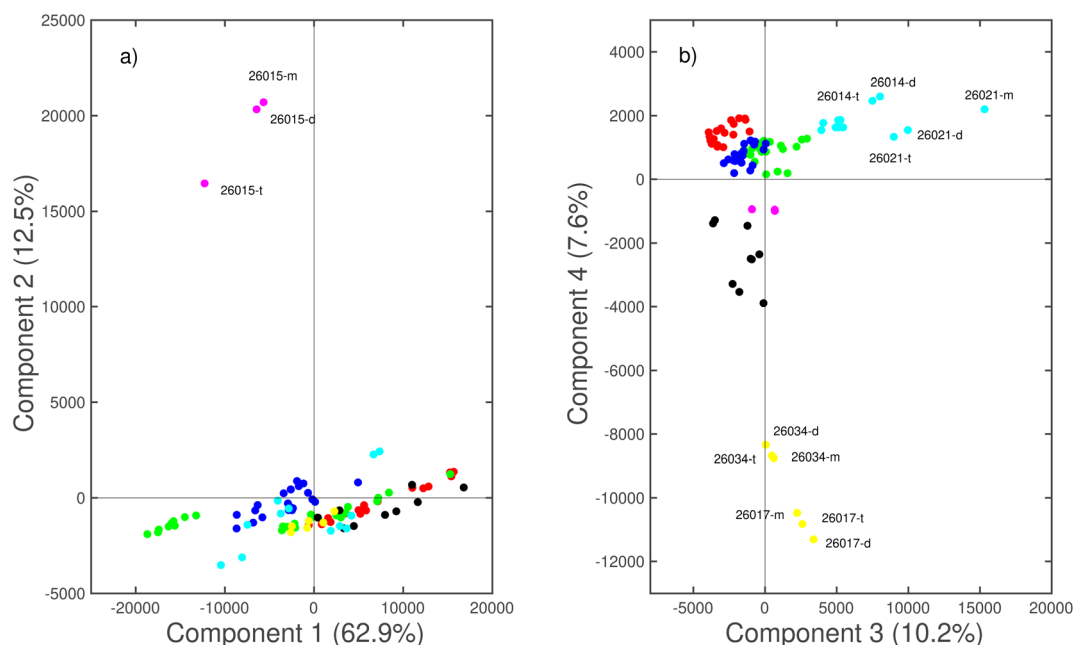 a)
25000
20000
15000
10000
5000
0
-5000
-20000
-10000
0
10000
20000
Component 1 (62.9%)
Component 2 (12.5%)
26015-m
26015-d
26015-t
b)
4000
2000
0
-2000
-4000
-6000
-8000
-10000
-12000
-5000
0
5000
10000
15000
20000
Component 3 (10.2%)
Component 4 (7.6%)
26014-d
26014-t
26021-m
26021-d
26021-t
26034-d
26034-t
26034-m
26017-m
26017-t
26017-d